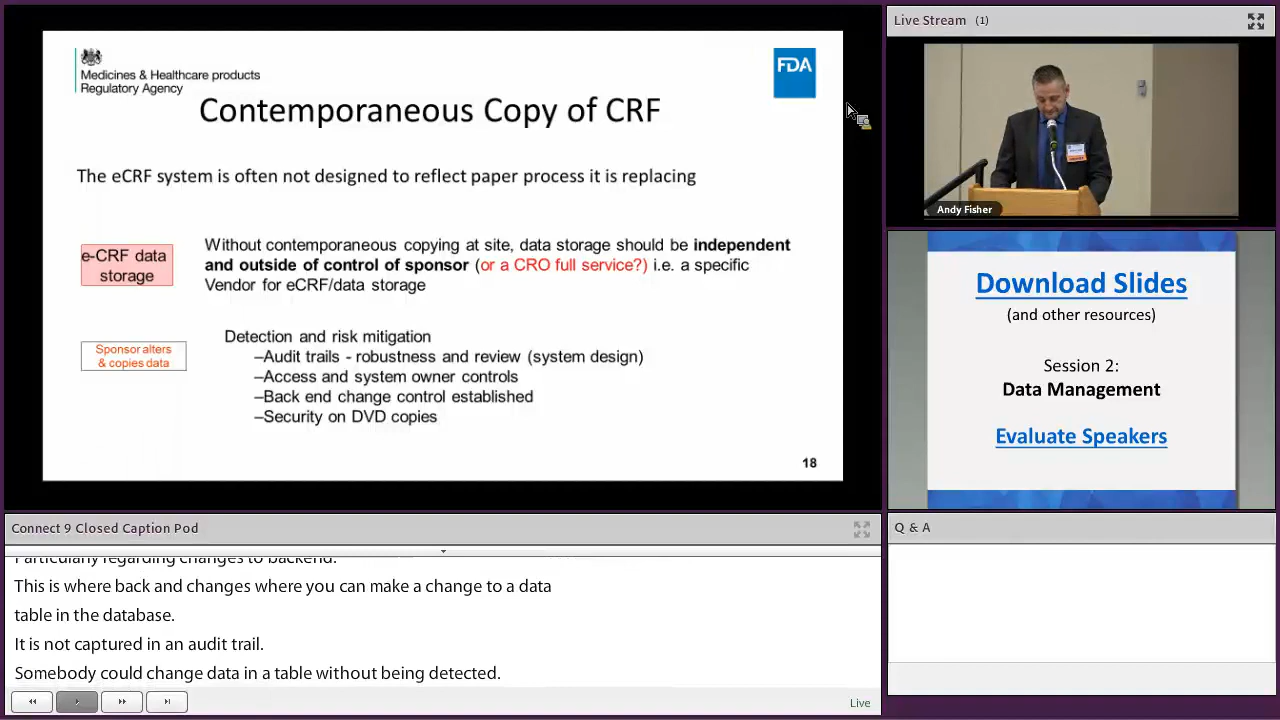 Medicines & Healthcare products
Regulatory Agency
FDA
Contemporaneous Copy of CRF
The eCRF system is often not designed to reflect paper process it is replacing
e-CRF data
storage
Without contemporaneous copying at site, data storage should be independent
and outside of control of sponsor (or a CRO full service?) i.e. a specific
Vendor for eCRF/data storage
Sponsor alters
& copies data
Detection and risk mitigation
–Audit trails - robustness and review (system design)
–Access and system owner controls
–Back end change control established
–Security on DVD copies
18
Live Stream (1)
Andy Fisher
Download Slides
(and other resources)
Session 2:
Data Management
Evaluate Speakers
Connect 9 Closed Caption Pod
Particularly regarding changes to backend.
This is where back and changes where you can make a change to a data
table in the database.
It is not captured in an audit trail.
Somebody could change data in a table without being detected.
Live
Q & A